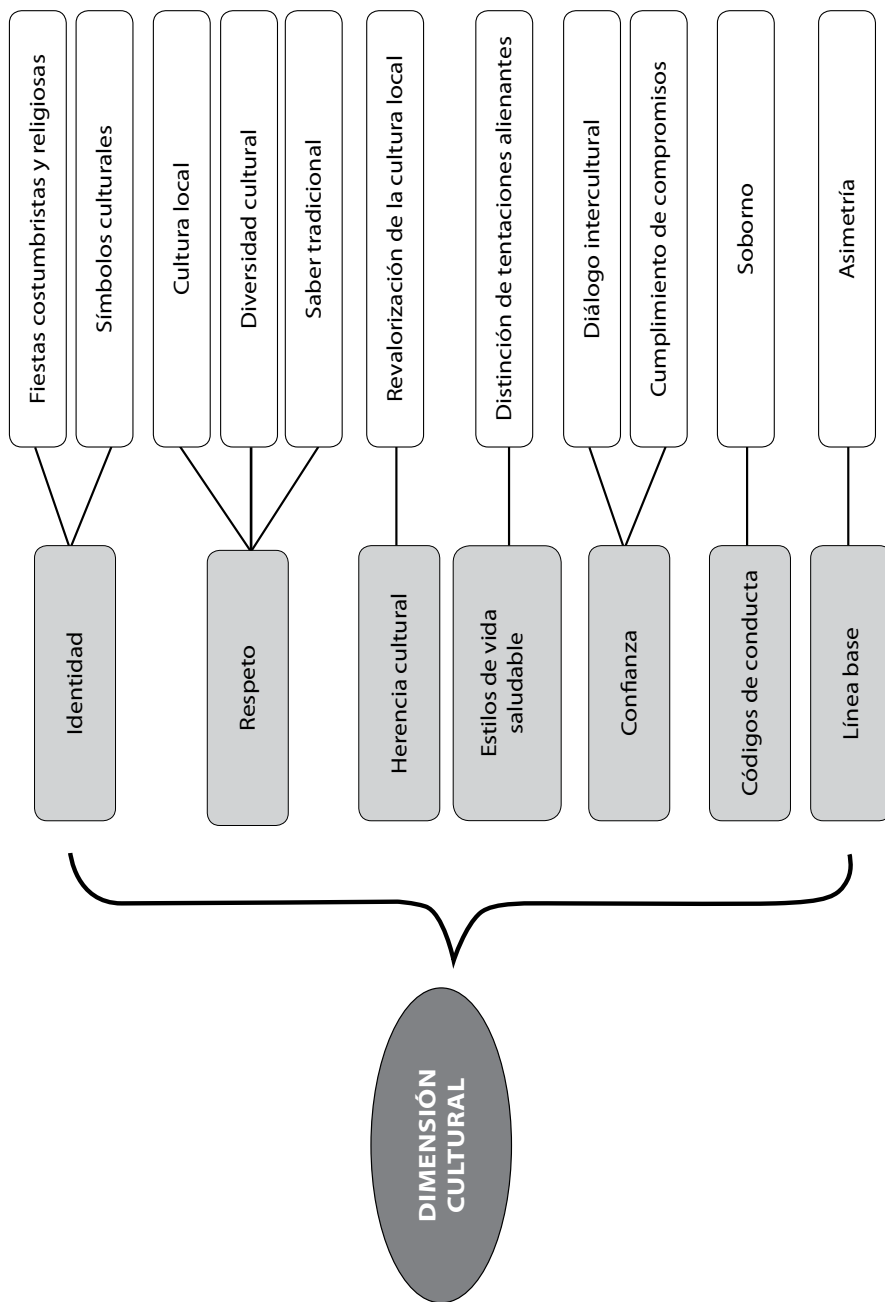 DIMENSIÓN
CULTURAL
Identidad
Fiestas costumbristas y religiosas
Símbolos culturales
Respeto
Cultura local
Diversidad cultural
Saber tradicional
Herencia cultural
Revalorización de la cultura local
Estilos de vida
saludable
Distinción de tentaciones alienantes
Confianza
Diálogo intercultural
Cumplimiento de compromisos
Códigos de conducta
Soborno
Línea base
Asimetría